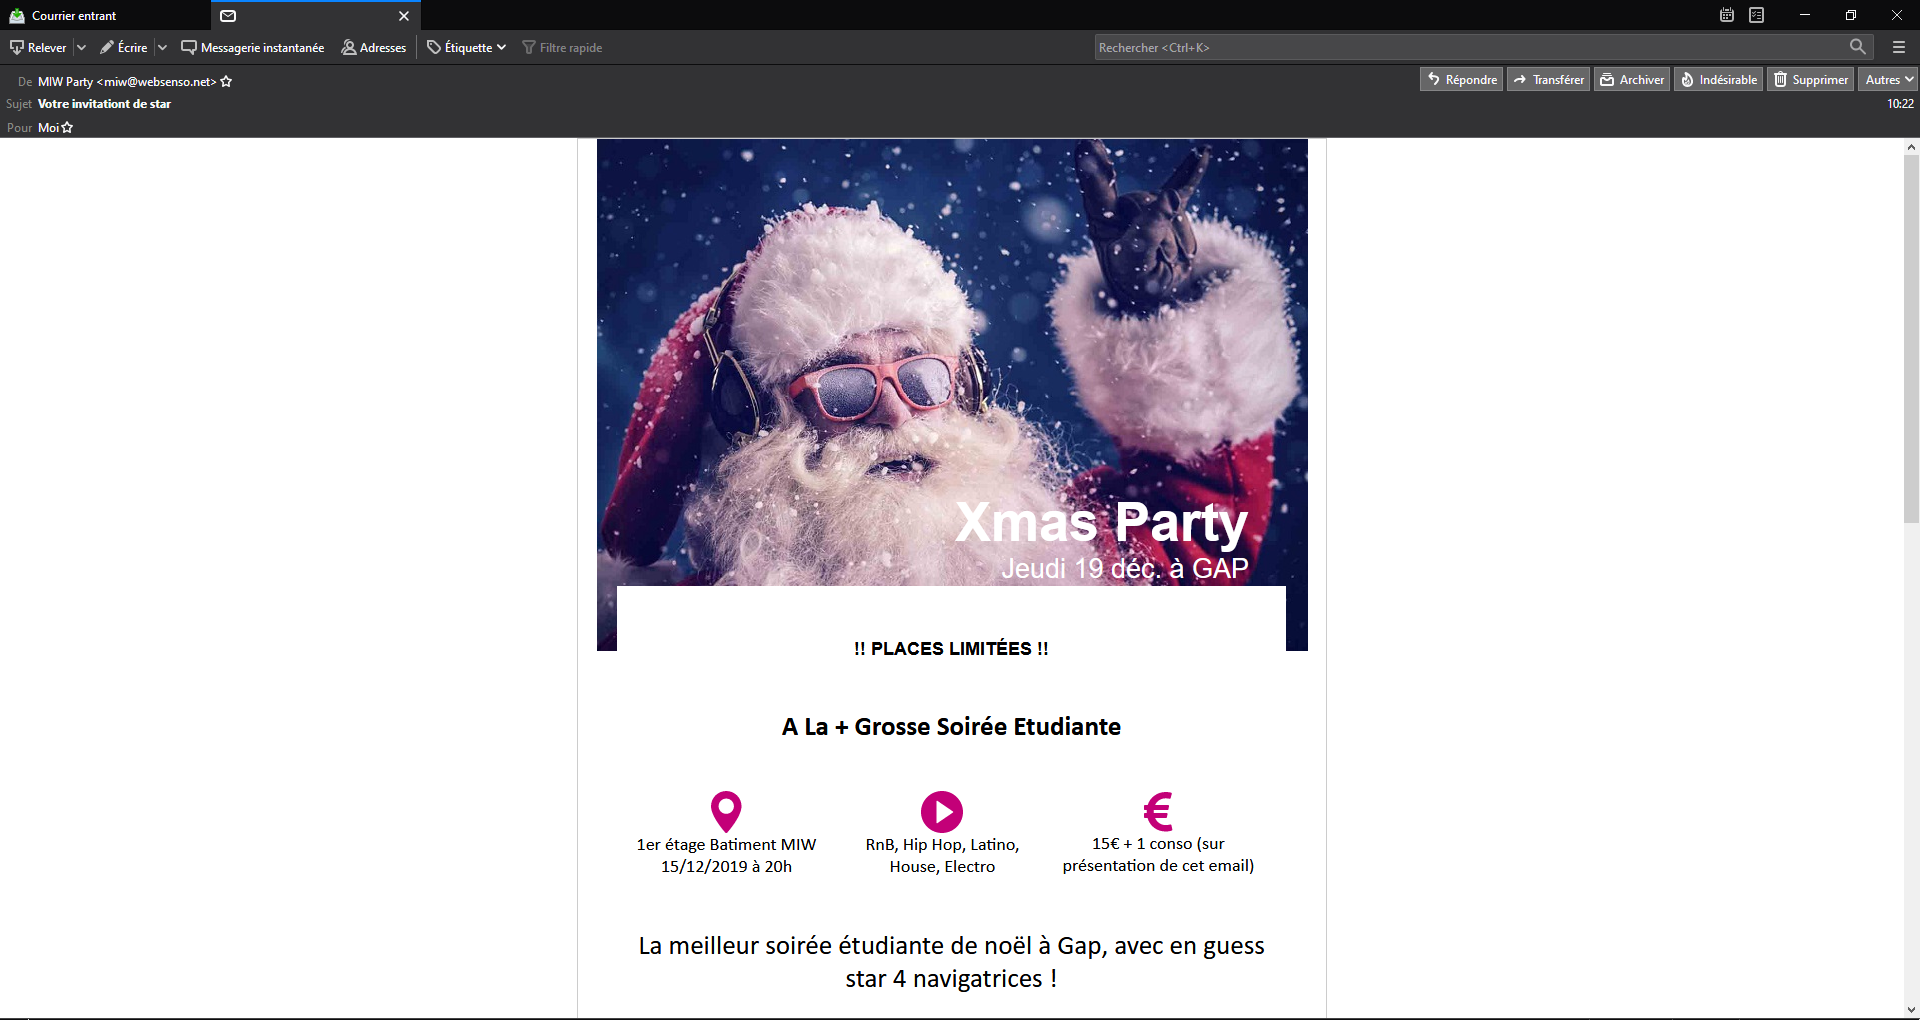 Courrier entrant
Relever
Écrire
Messagerie instantanée
Adresses
Étiquette
Filtre rapide
Rechercher <Ctrl+K>
De MIW Party <miw@websenso.net>
Répondre
Transférer
Archiver
Indésirable
Supprimer
Autres
Sujet Votre invitationt de star
10:22
Pour Moi
Xmas Party
Jeudi 19 déc. à GAP
!! PLACES LIMITÉES !!
A La + Grosse Soirée Etudiante
1er étage Batiment MIW
15/12/2019 à 20h
RnB, Hip Hop, Latino,
House, Electro
€
15€ + 1 conso (sur
présentation de cet email)
La meilleur soirée étudiante de noël à Gap, avec en guess
star 4 navigatrices !